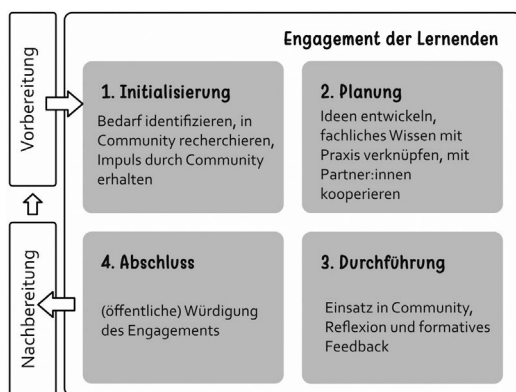 Vorbereitung
Engagement der Lernenden
1. Initialisierung
Bedarf identifizieren, in
Community recherchieren,
Impuls durch Community
erhalten
2. Planung
Ideen entwickeln,
fachliches Wissen mit
Praxis verknüpfen, mit
Partner:innen
kooperieren
3. Durchführung
Einsatz in Community,
Reflexion und formatives
Feedback
4. Abschluss
(öffentliche) Würdigung
des Engagements
Nachbereitung